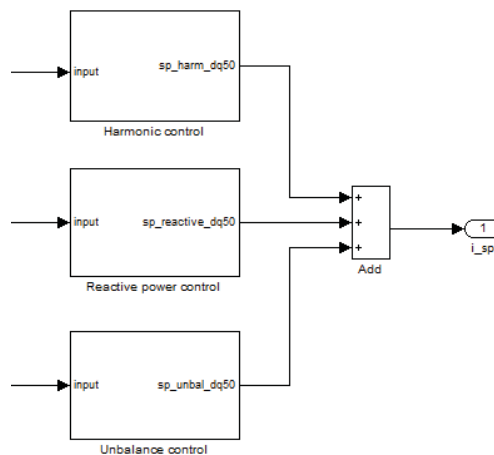 input
sp_harm_dq50
Harmonic control
input
sp_reactive_dq50
Reactive power control
+
+
+
Add
1
i_sp
input
sp_unbal_dq50
Unbalance control